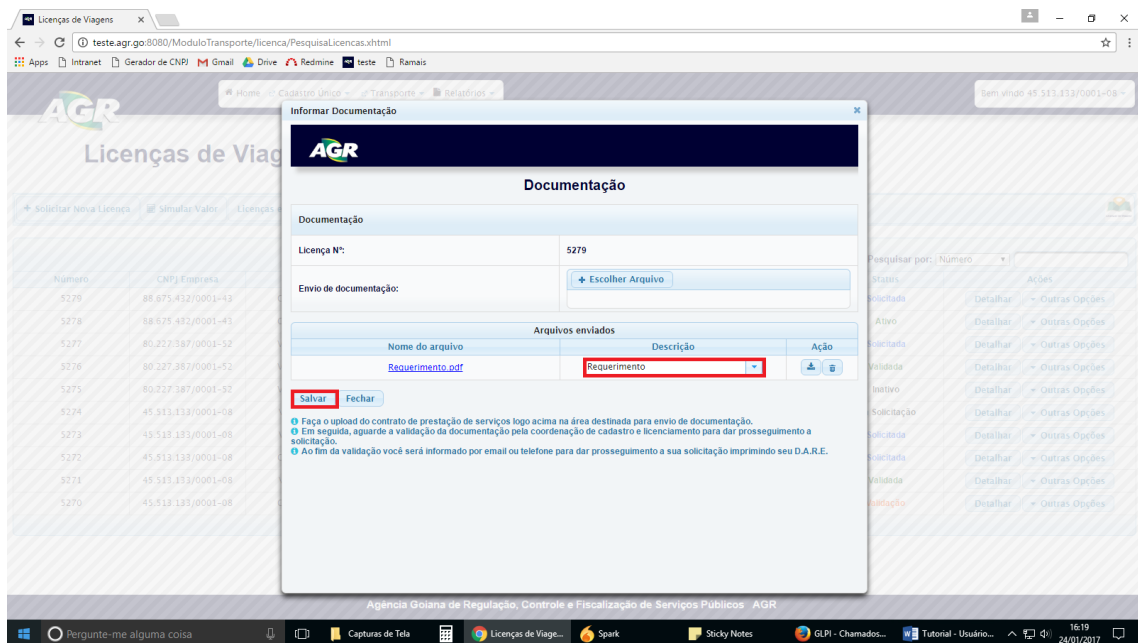 Licenças de Viagens
teste.agr.go:8080/ModuloTransporte/licenca/PesquisaLicencas.xhtml
Apps Intranet Gerador de CNPJ Gmail Drive Redmine teste Ramais
Home Cadastro Único Transporte Relatórios Bem vindo 45.513.133/0001-08
AGR
Licenças de Viag
Solicitar Nova Licença Simular Valor Licenças
Pesquisar por: Número
Número CNPJ Empresa Status Ações
5279 88.675.432/0001-43 Solicitada Detalhar Outras Opções
5278 88.675.432/0001-43 Ativo Detalhar Outras Opções
5277 80.227.387/0001-52 Solicitada Detalhar Outras Opções
5276 80.227.387/0001-52 Validada Detalhar Outras Opções
5275 80.227.387/0001-52 Inativo Detalhar Outras Opções
5274 45.513.133/0001-08 Solicitação Detalhar Outras Opções
5273 45.513.133/0001-08 Solicitada Detalhar Outras Opções
5272 45.513.133/0001-08 Solicitada Detalhar Outras Opções
5271 45.513.133/0001-08 Validada Detalhar Outras Opções
5270 45.513.133/0001-08 Detalhar Outras Opções
Informar Documentação
AGR
Documentação
Documentação
Licença Nº: 5279
Envio de documentação: + Escolher Arquivo
Arquivos enviados
Nome do arquivo Descrição Ação
Requerimento.pdf Requerimento
Salvar Fechar
Faça o upload do contrato de prestação de serviços logo acima na área destinada para envio de documentação.
Em seguida, aguarde a validação da documentação pela coordenação de cadastro e licenciamento para dar prosseguimento a
solicitação.
Ao fim da validação você será informado por email ou telefone para dar prosseguimento a sua solicitação imprimindo seu D.A.R.E.
Agência Goiana de Regulação, Controle e Fiscalização de Serviços Públicos AGR
Pergunte-me alguma coisa Capturas de Tela Licenças de Viage... Spark Sticky Notes GLPI - Chamados... Tutorial - Usuário... 16:19
24/01/2017